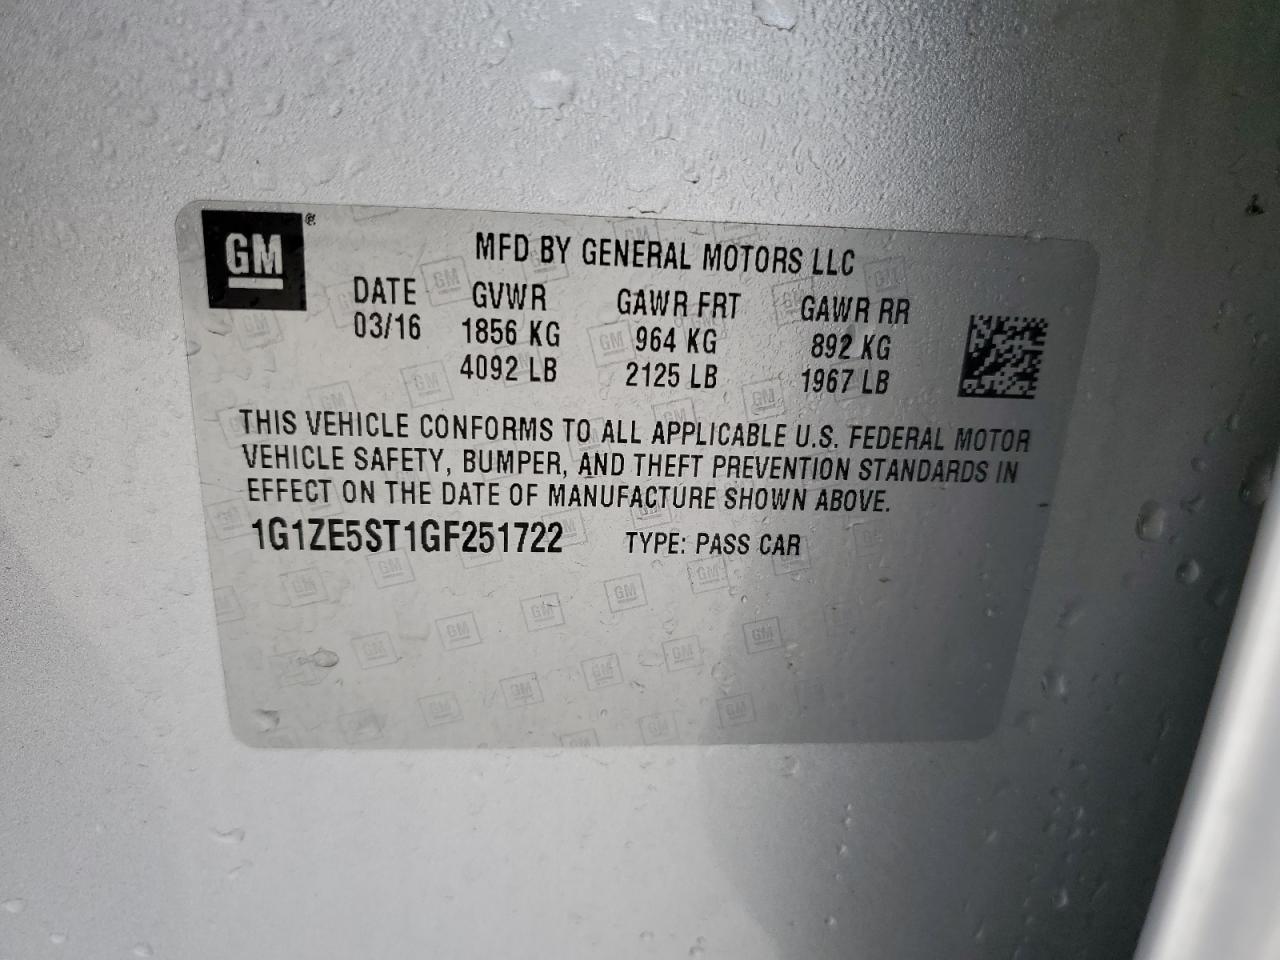 GM®
MFD BY GENERAL MOTORS LLC
DATE GVWR GAWR FRT GAWR RR
03/16 1856 KG 964 KG 892 KG
4092 LB 2125 LB 1967 LB
THIS VEHICLE CONFORMS TO ALL APPLICABLE U.S. FEDERAL MOTOR
VEHICLE SAFETY, BUMPER, AND THEFT PREVENTION STANDARDS IN
EFFECT ON THE DATE OF MANUFACTURE SHOWN ABOVE.
1G1ZE5ST1GF251722 TYPE: PASS CAR